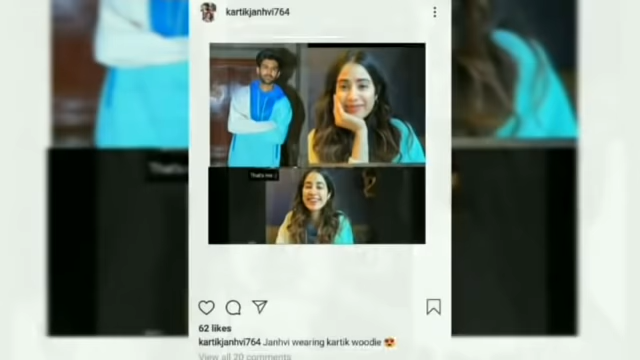 kartikjanhvi764
That's me :)
62 likes
kartikjanhvi764 Janhvi wearing kartik woodie 😍
View all 20 comments